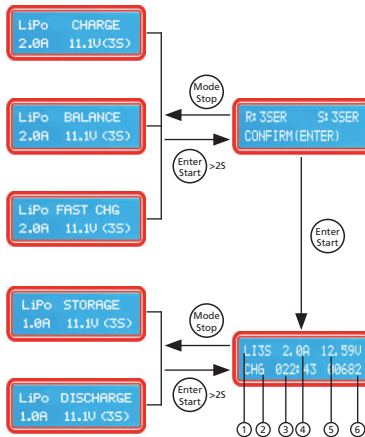 LiPo CHARGE
2.0A 11.1V(3S)
Mode
Stop
LiPo BALANCE
2.0A 11.1V (3S)
R:3SER S:3SER
CONFIRM(ENTER)
Enter
Start
>2S
LiPo FAST CHG
2.0A 11.1V (3S)
Enter
Start
LiPo STORAGE
1.0A 11.1V (3S)
Mode
Stop
LI3S 2.0A 12.59V
CHG 022:43 00682
Enter
Start
>2S
LiPo DISCHARGE
1.0A 11.1V (3S)
1 2 3 4 5 6